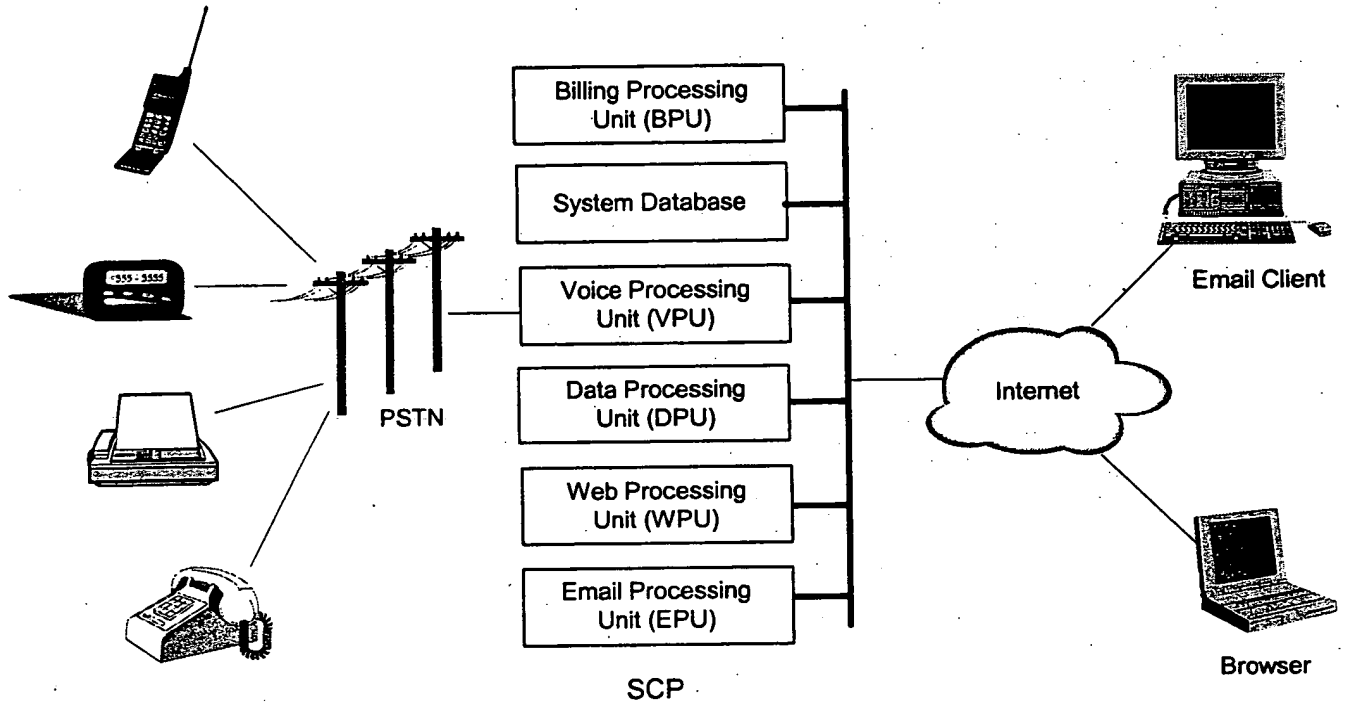 Billing Processing
Unit (BPU)
System Database
Voice Processing
Unit (VPU)
Data Processing
Unit (DPU)
Web Processing
Unit (WPU)
Email Processing
Unit (EPU)
SCP
PSTN
Internet
Email Client
Browser